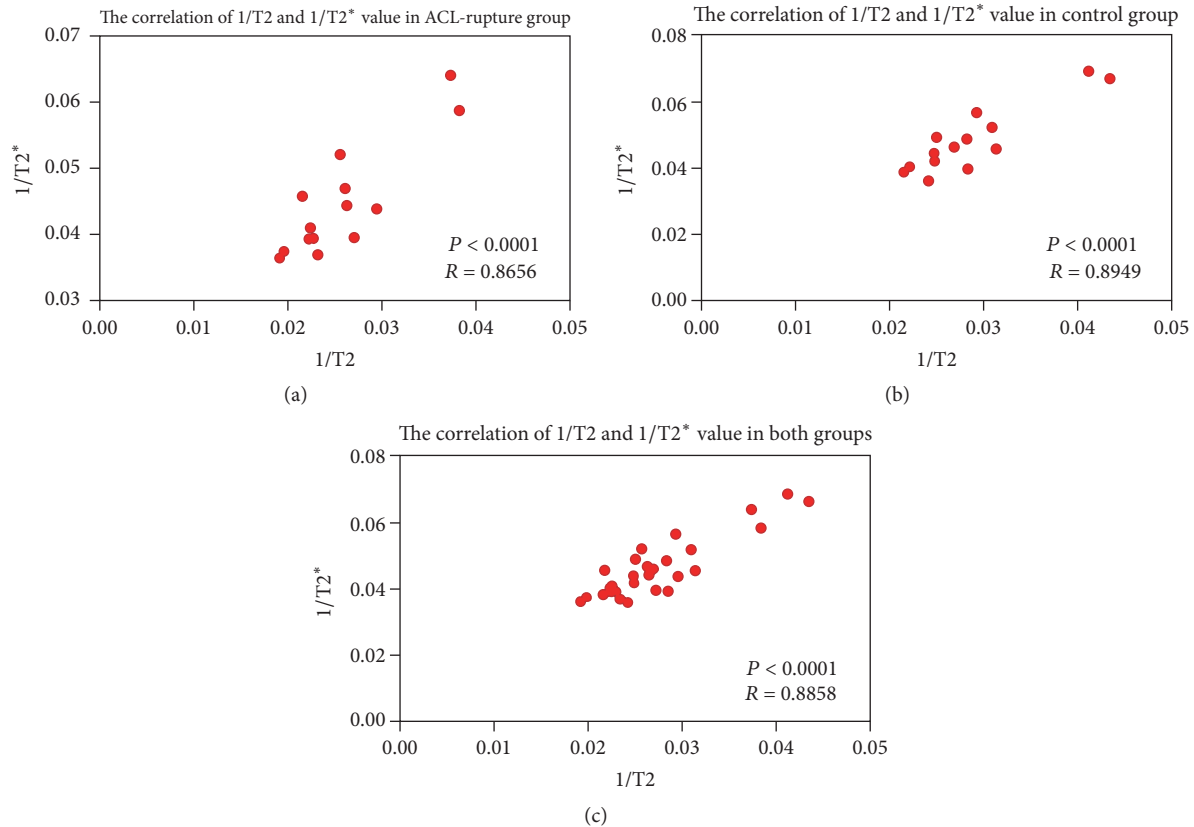 The correlation of 1/T2 and 1/T2* value in ACL-rupture group
0.07
0.06
0.05
0.04
0.03
1/T2*
P < 0.0001
R = 0.8656
0.00 0.01 0.02 0.03 0.04 0.05
1/T2
(a)
The correlation of 1/T2 and 1/T2* value in control group
0.08
0.06
0.04
0.02
0.00
1/T2*
P < 0.0001
R = 0.8949
0.00 0.01 0.02 0.03 0.04 0.05
1/T2
(b)
The correlation of 1/T2 and 1/T2* value in both groups
0.08
0.06
0.04
0.02
0.00
1/T2*
P < 0.0001
R = 0.8858
0.00 0.01 0.02 0.03 0.04 0.05
1/T2
(c)